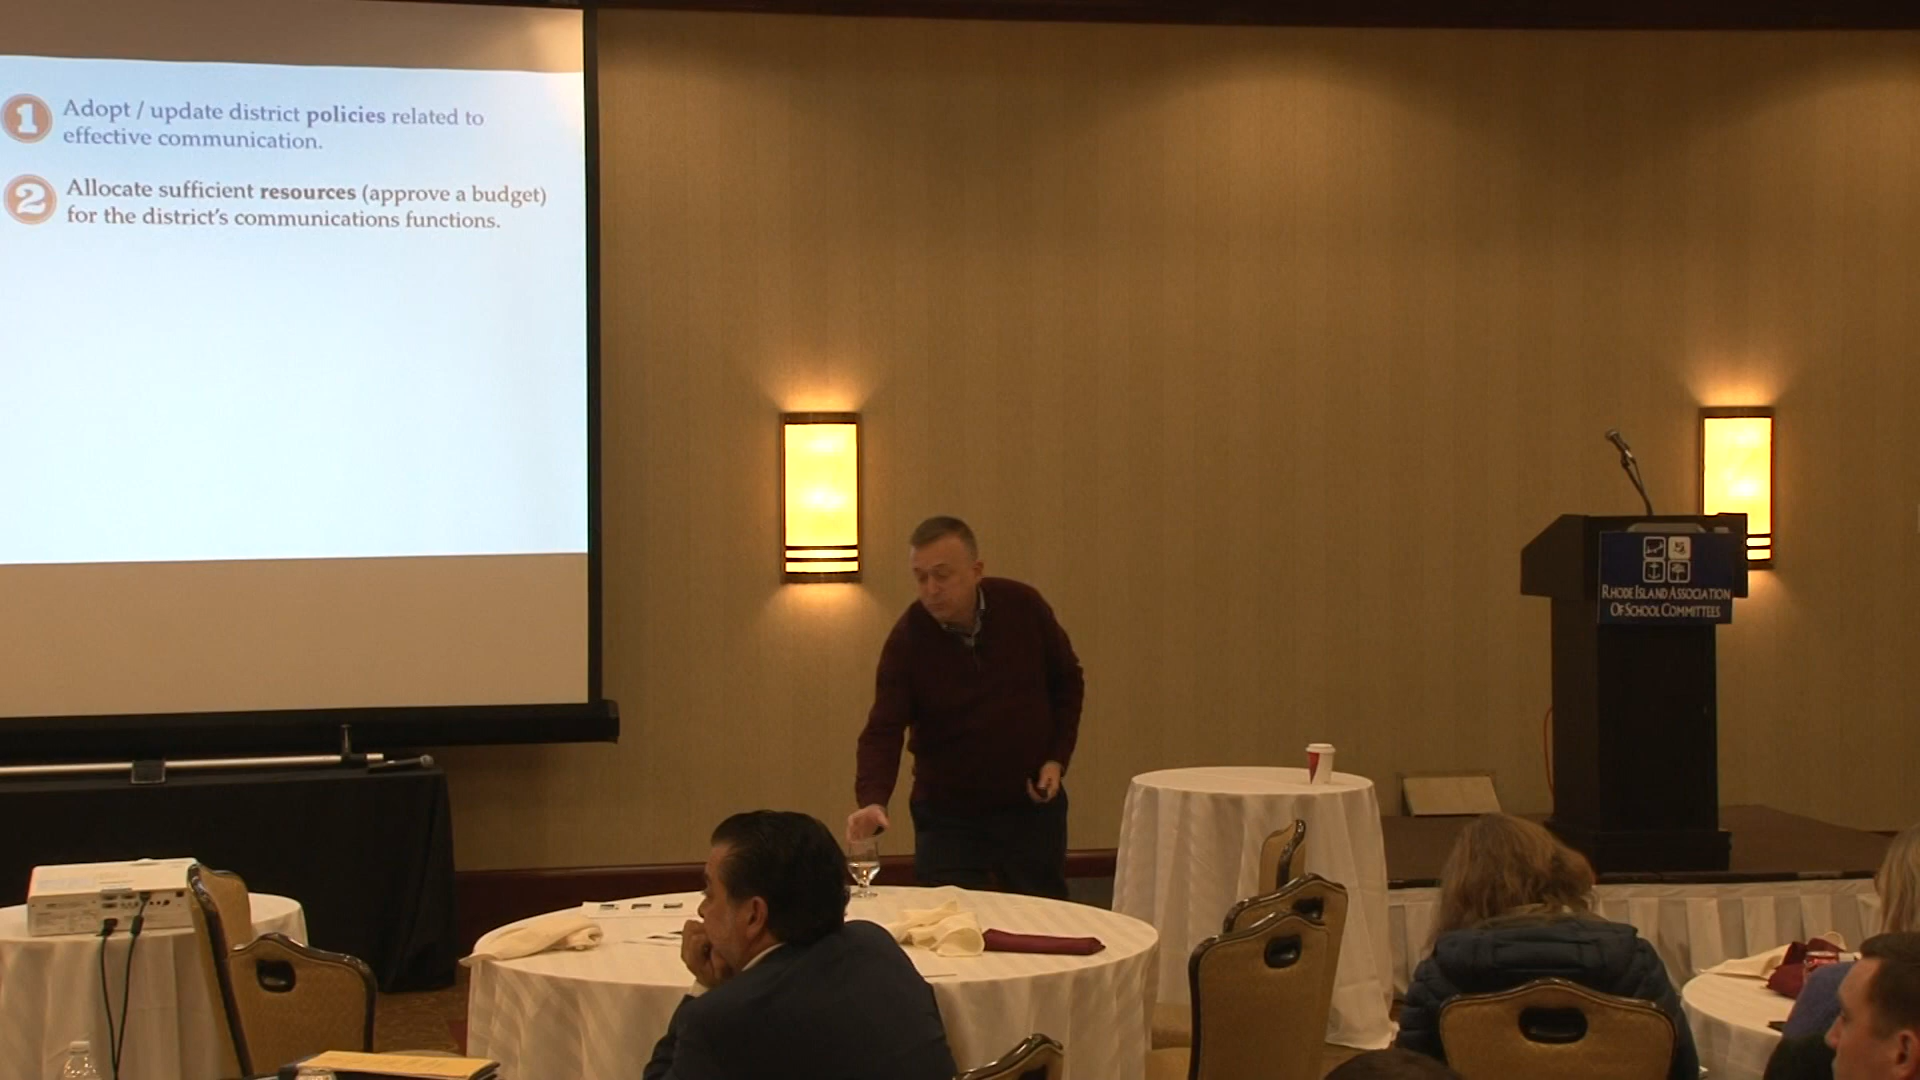 1 Adopt / update district policies related to
effective communication.
2 Allocate sufficient resources (approve a budget)
for the district's communications functions.
RHODE ISLAND ASSOCIATION
OF SCHOOL COMMITTEES